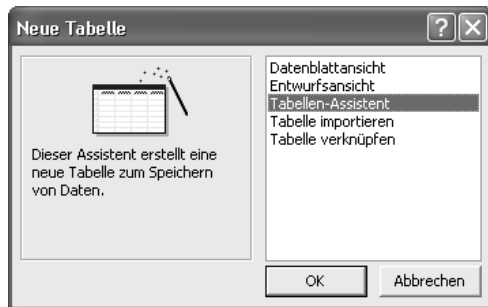 Neue Tabelle
Dieser Assistent erstellt eine
neue Tabelle zum Speichern
von Daten.
Datenblattansicht
Entwurfsansicht
Tabellen-Assistent
Tabelle importieren
Tabelle verknüpfen
OK
Abbrechen